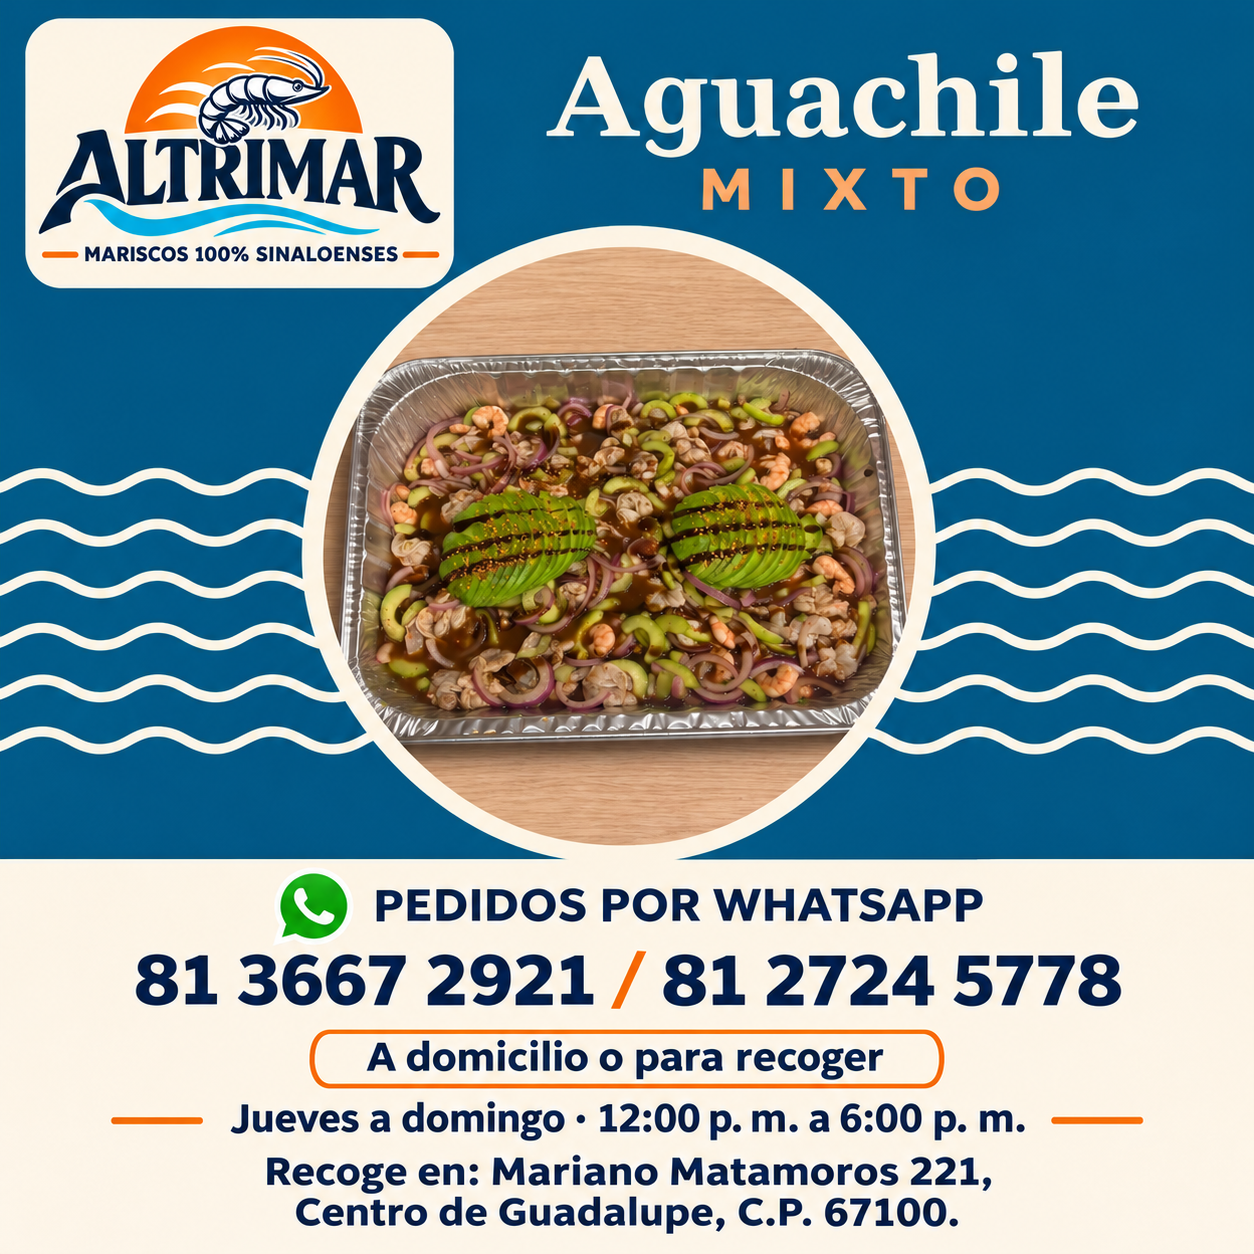 ALTRIMAR
MARISCOS 100% SINALOENSES
Aguachile
MIXTO
PEDIDOS POR WHATSAPP
81 3667 2921 / 81 2724 5778
A domicilio o para recoger
Jueves a domingo · 12:00 p. m. a 6:00 p. m.
Recoge en: Mariano Matamoros 221,
Centro de Guadalupe, C.P. 67100.